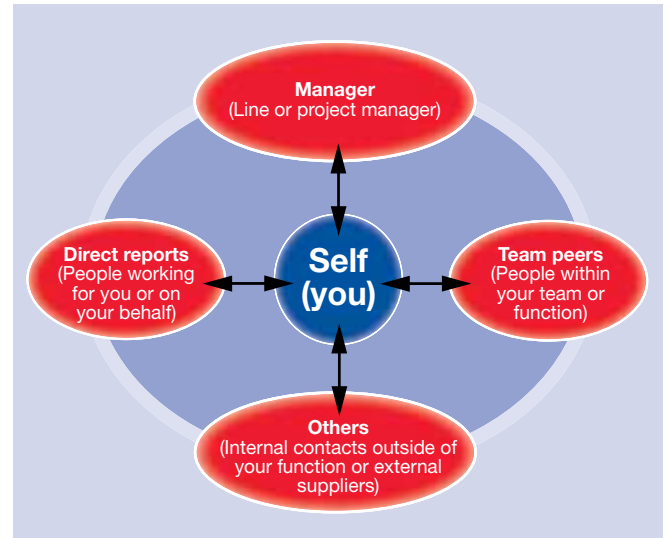 Manager
(Line or project manager)
Direct reports
(People working
for you or on
your behalf)
Self
(you)
Team peers
(People within
your team or
function)
Others
(Internal contacts outside of
your function or external
suppliers)